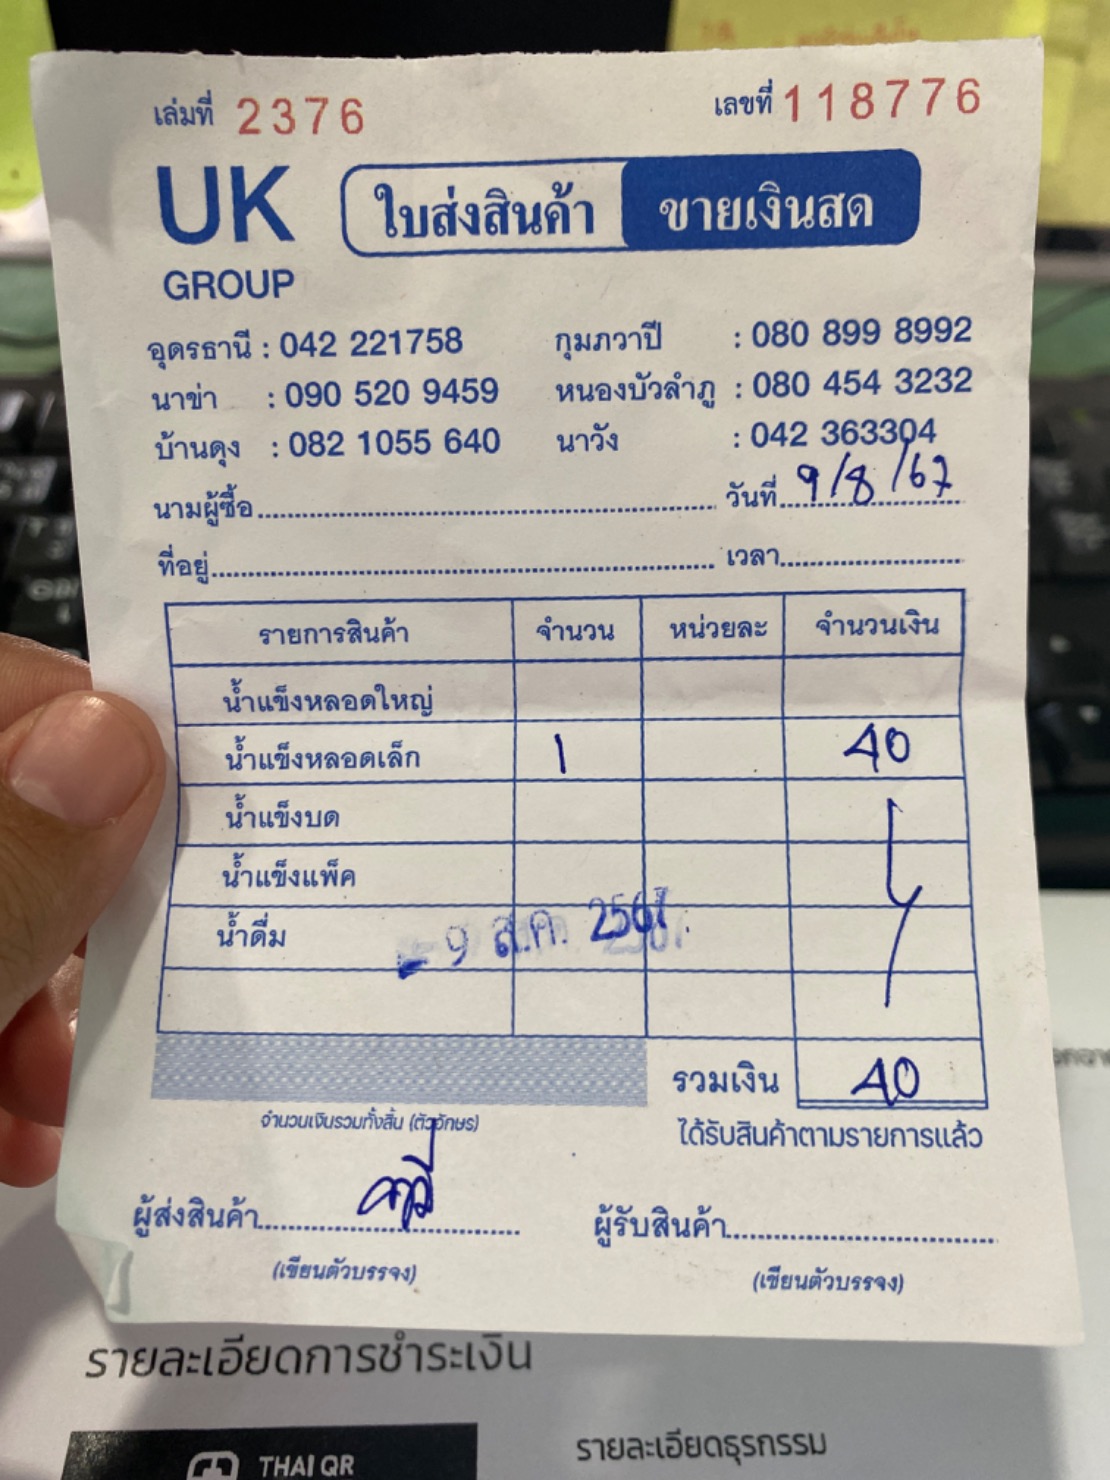 เล่มที่ 2376 เลขที่ 118776
UK GROUP
ใบส่งสินค้า ขายเงินสด
อุดรธานี : 042 221758 กุมภวาปี : 080 899 8992
นาข่า : 090 520 9459 หนองบัวลำภู : 080 454 3232
บ้านดุง : 082 1055 640 นาวัง : 042 363304
นามผู้ซื้อ วันที่ 9/8/67
ที่อยู่ เวลา
รายการสินค้า จำนวน หน่วยละ จำนวนเงิน
น้ำแข็งหลอดใหญ่
น้ำแข็งหลอดเล็ก 1 40
น้ำแข็งบด
น้ำแข็งแพ็ค
น้ำดื่ม
- 9 ส.ค. 2567
รวมเงิน 40
จำนวนเงินรวมทั้งสิ้น (ตัวอักษร)
ได้รับสินค้าตามรายการแล้ว
ผู้ส่งสินค้า ผู้รับสินค้า
(เขียนตัวบรรจง) (เขียนตัวบรรจง)
รายละเอียดการชำระเงิน
THAI QR
รายละเอียดธุรกรรม